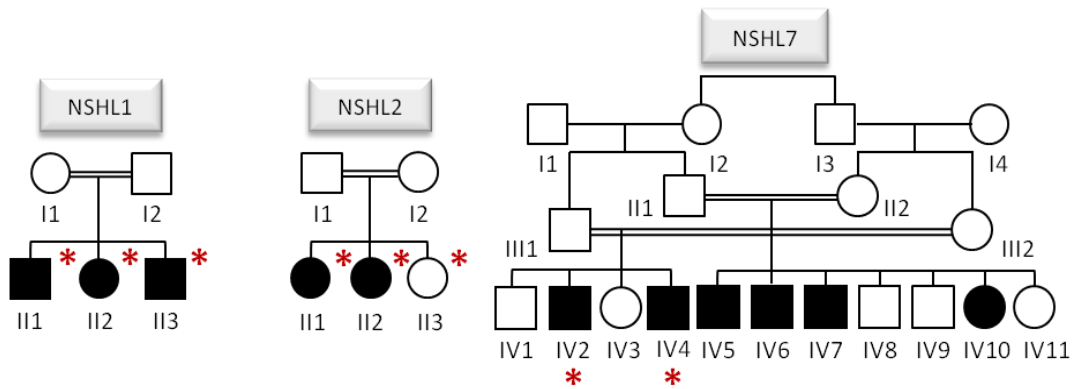 NSHL7
NSHL1
NSHL2
I1 I2 I3 I4
I1 I2
I1 I2
II1 II2
III1 III2
II1 * II2 * II3 *
II1 * II2 * II3 *
IV1 IV2 IV3 IV4 IV5 IV6 IV7 IV8 IV9 IV10 IV11
* *